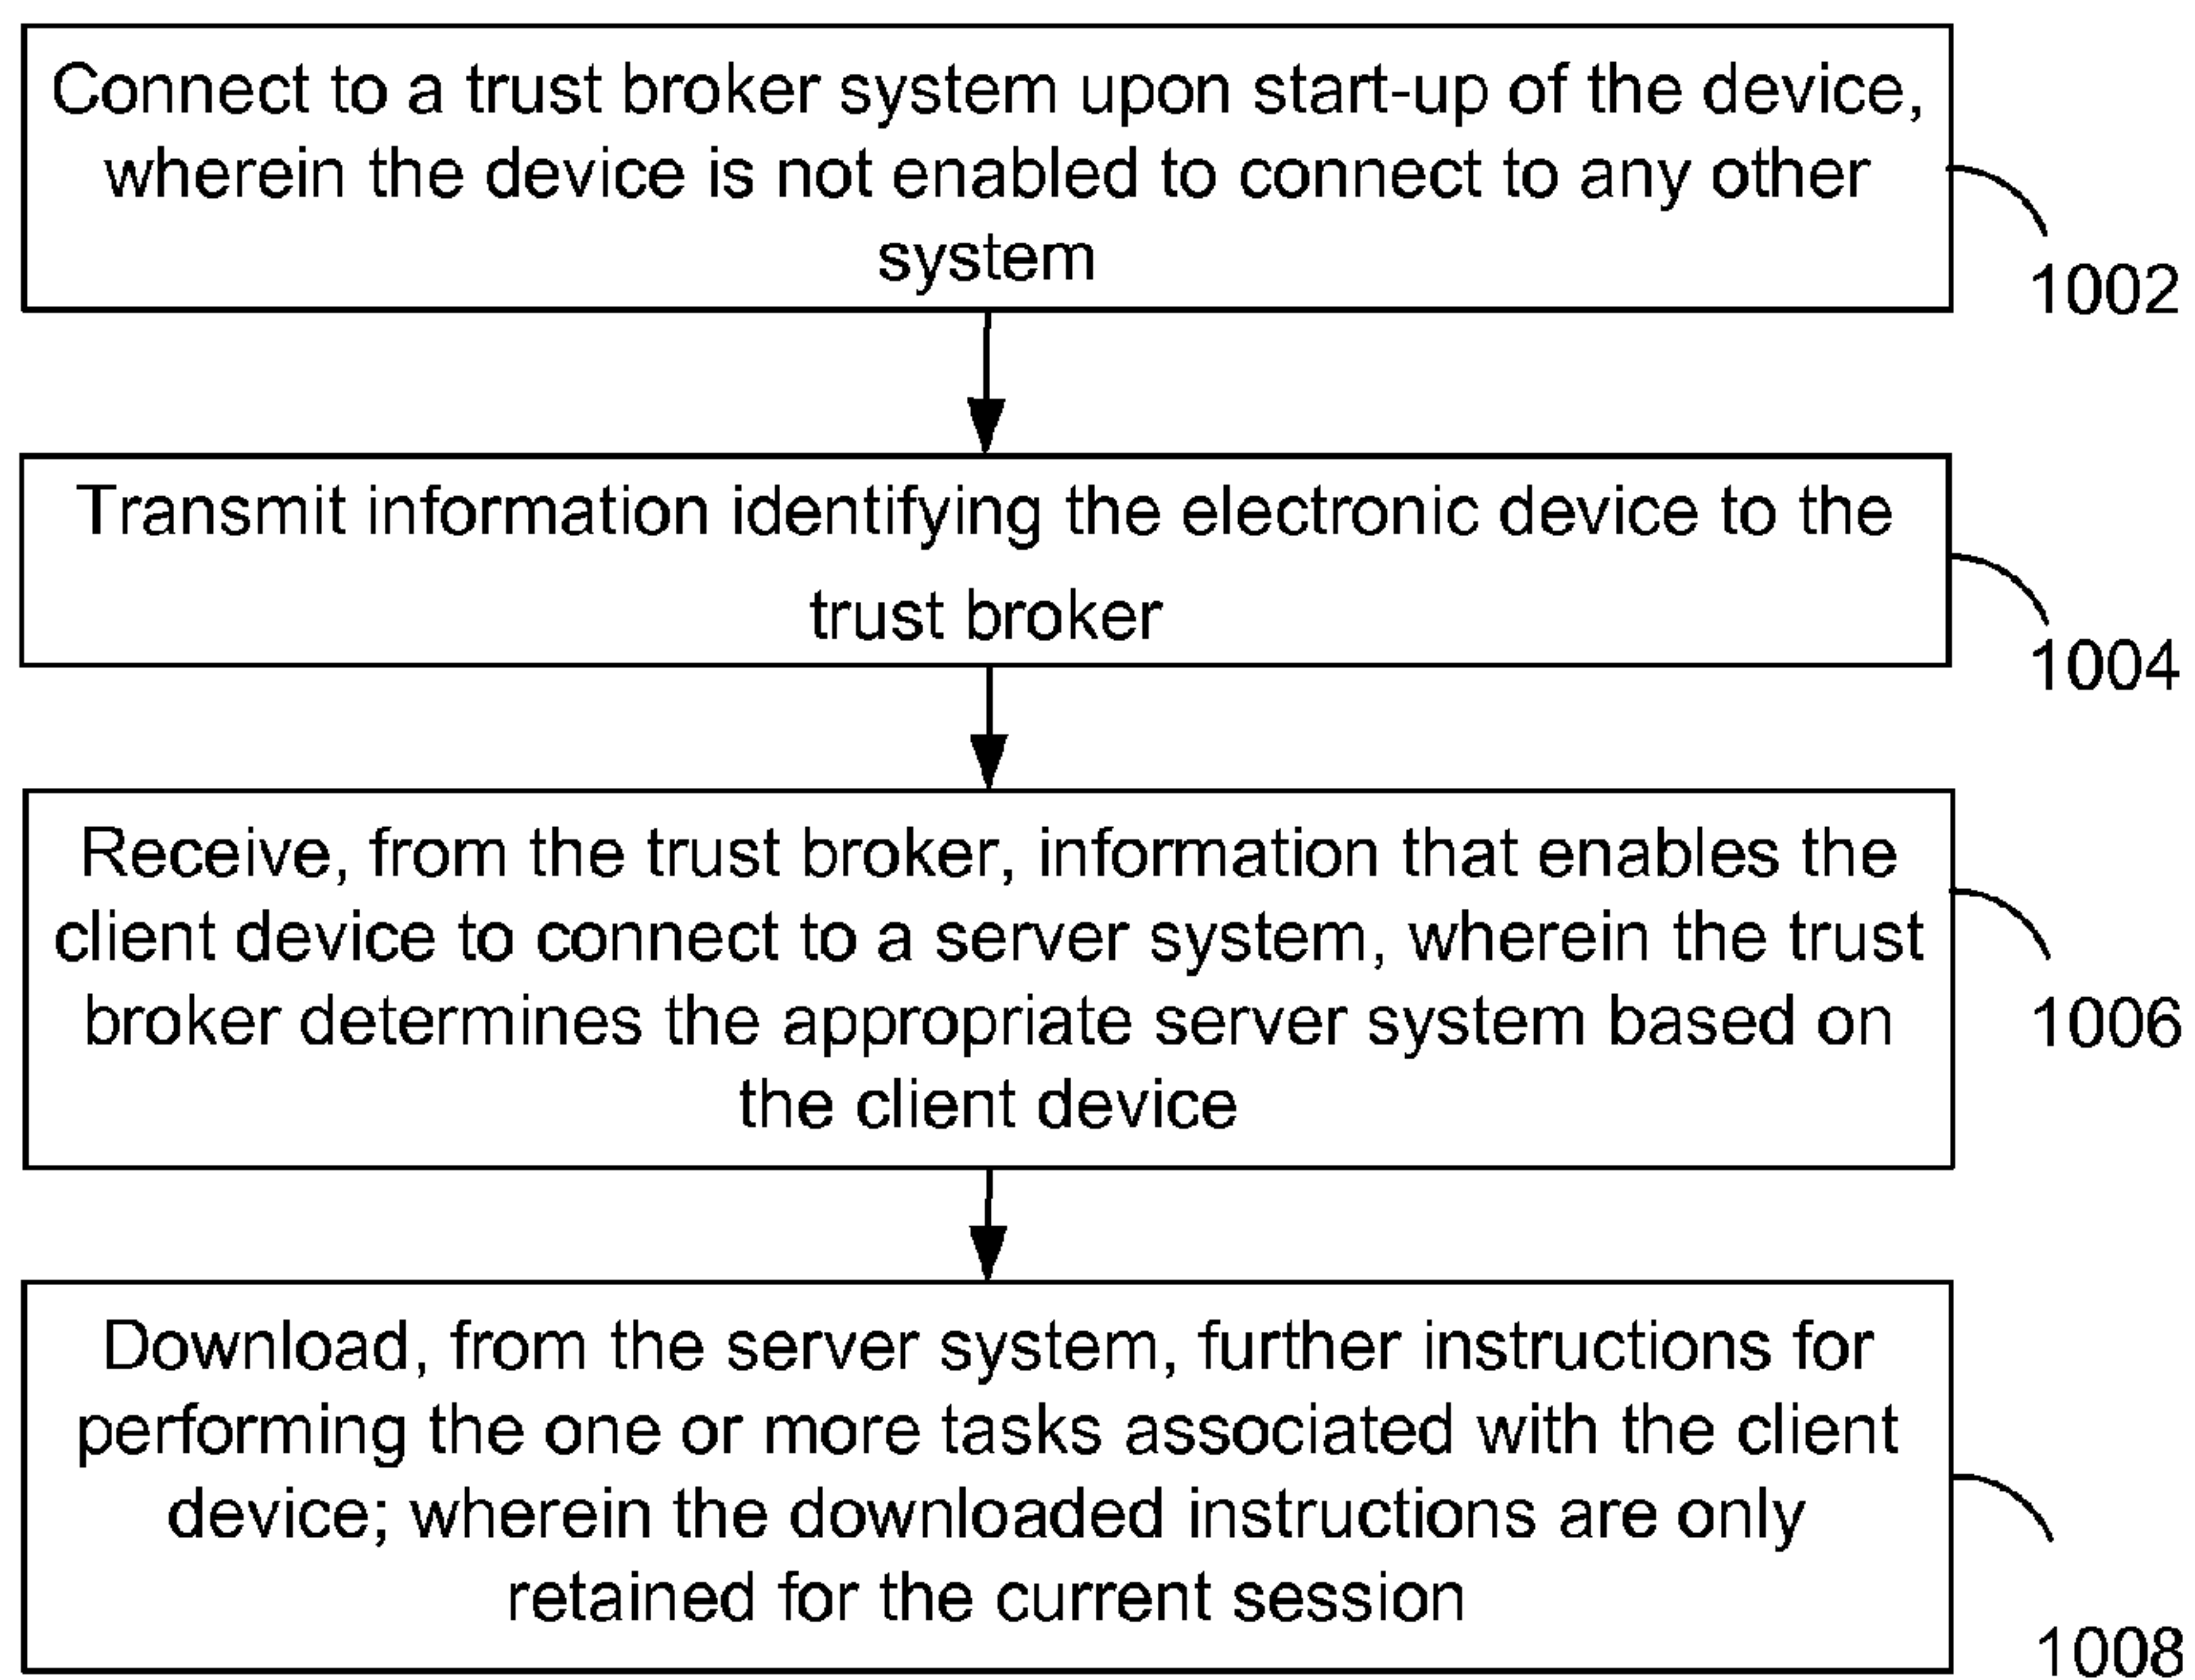 Connect to a trust broker system upon start-up of the device,
wherein the device is not enabled to connect to any other
system
1002
Transmit information identifying the electronic device to the
trust broker
1004
Receive, from the trust broker, information that enables the
client device to connect to a server system, wherein the trust
broker determines the appropriate server system based on
the client device
1006
Download, from the server system, further instructions for
performing the one or more tasks associated with the client
device; wherein the downloaded instructions are only
retained for the current session
1008